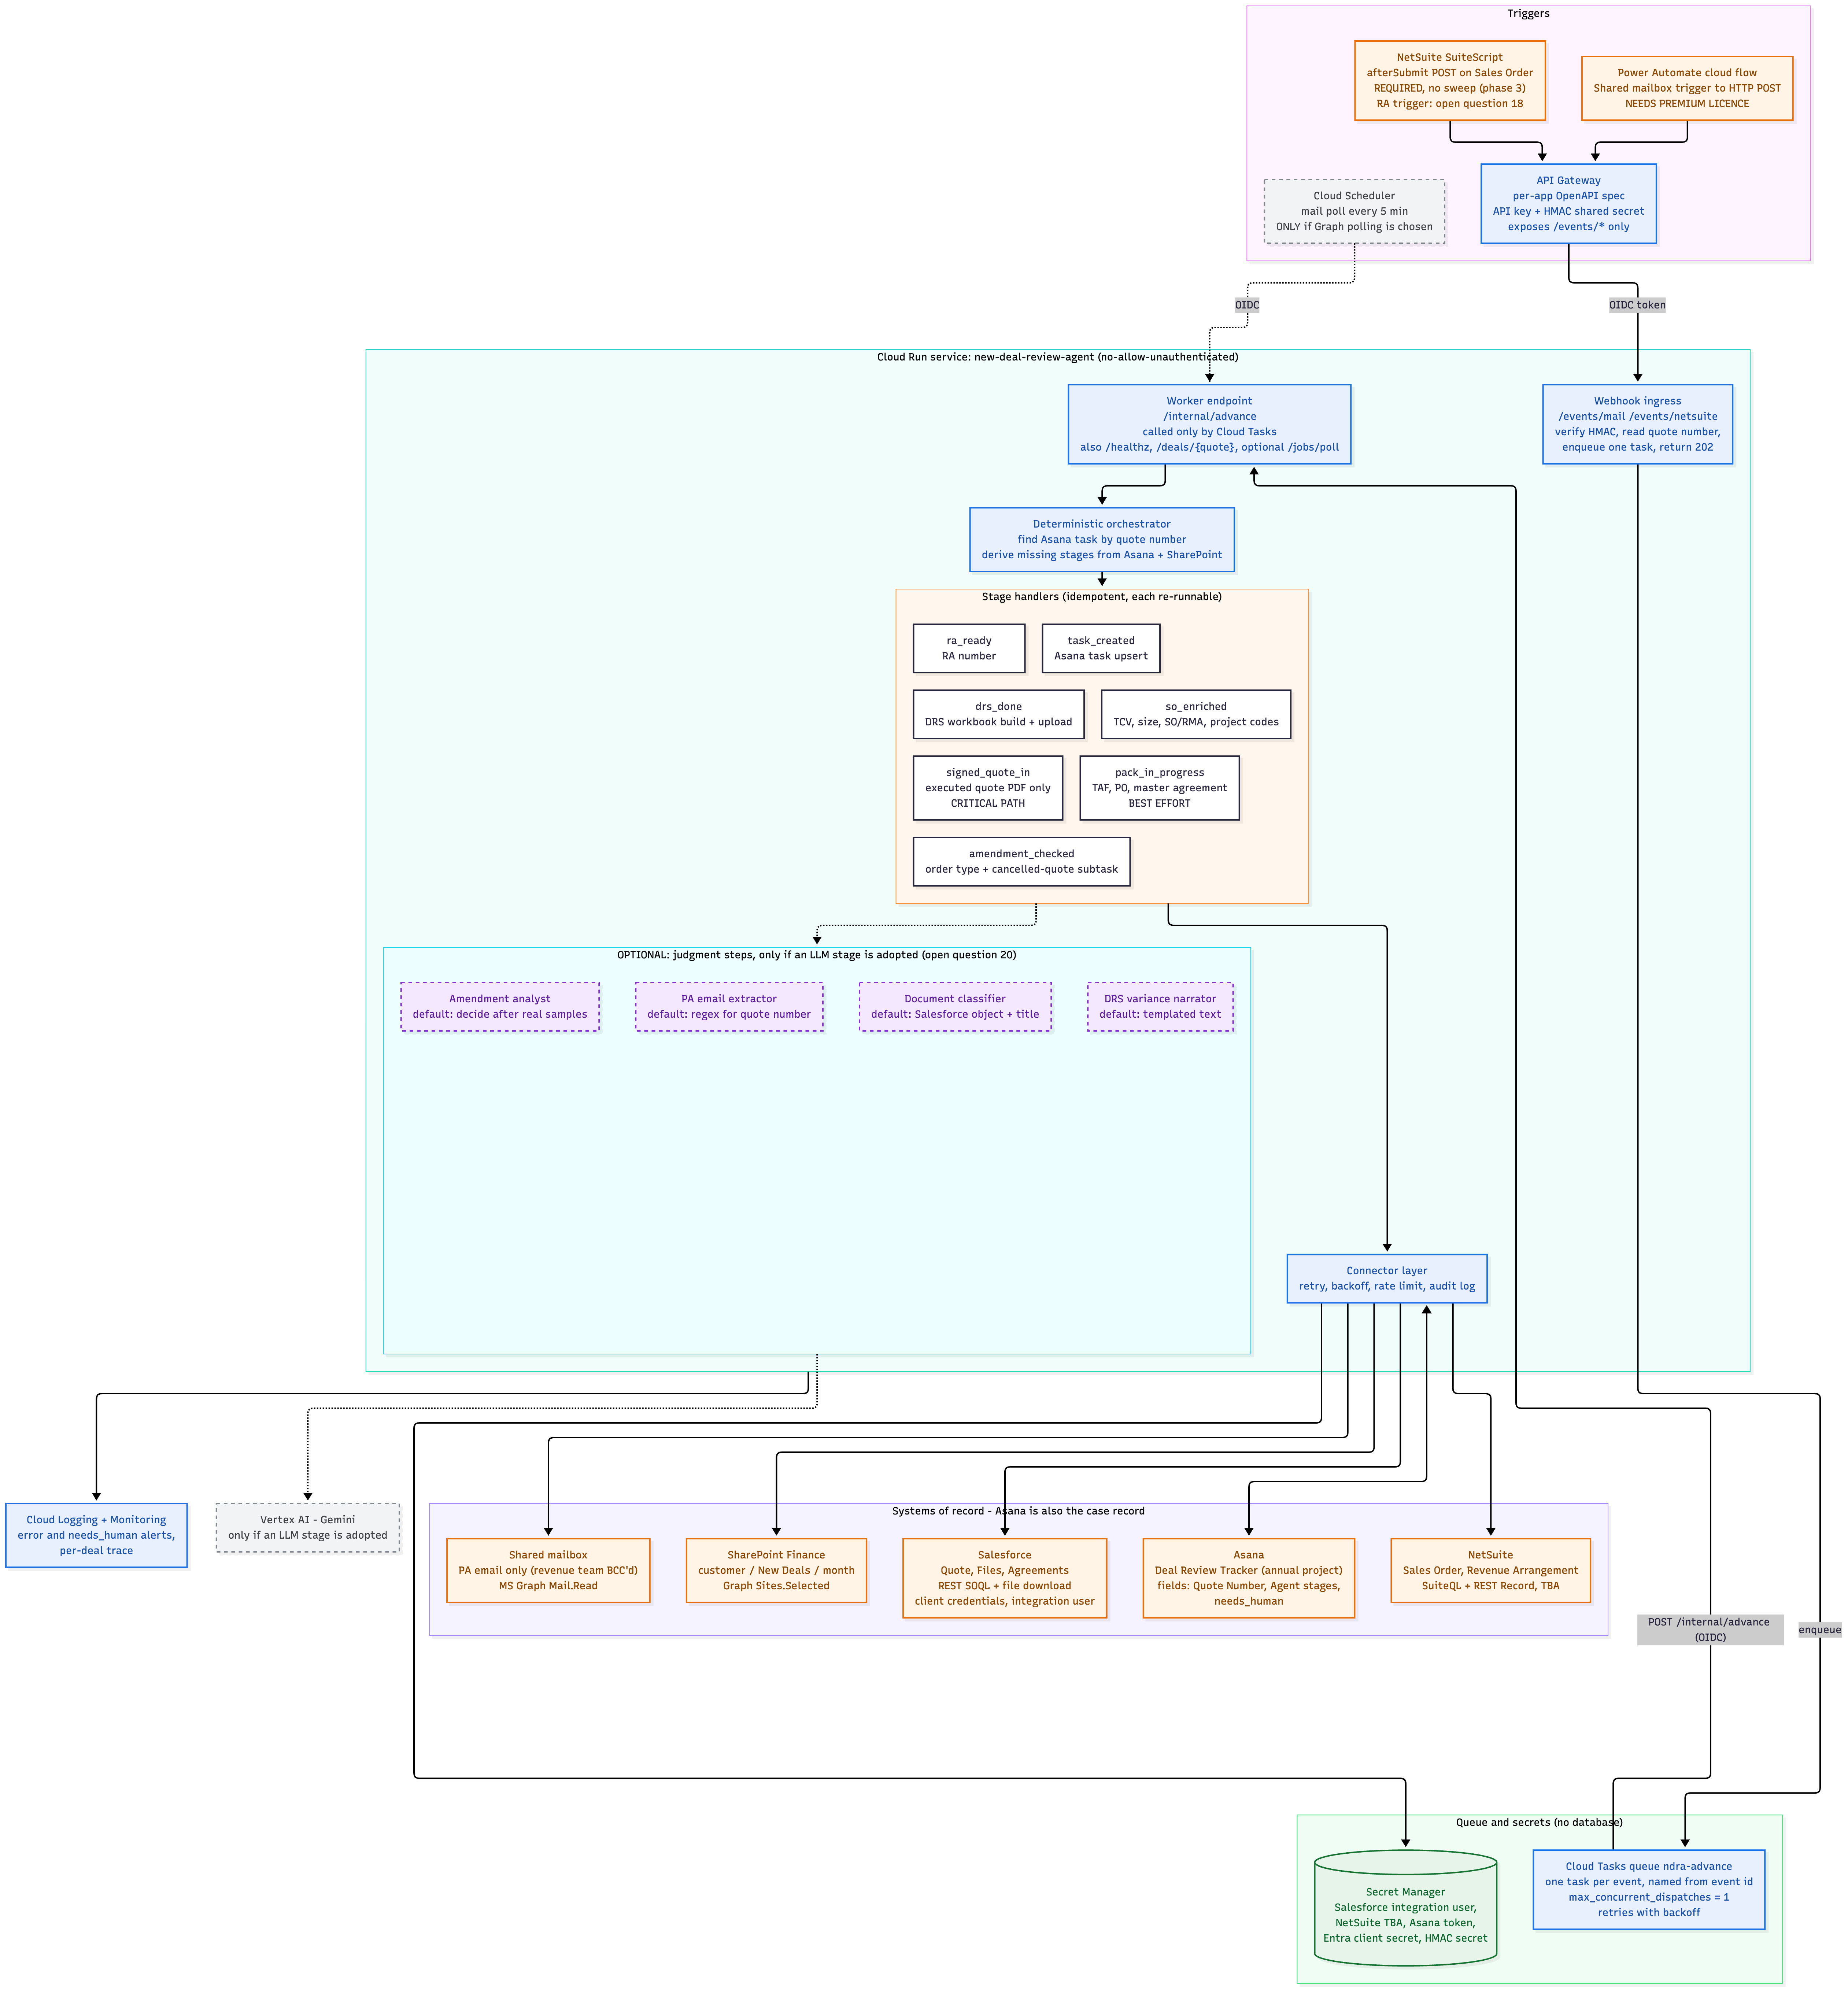 Triggers
NetSuite SuiteScript
afterSubmit POST on Sales Order
REQUIRED, no sweep (phase 3)
RA trigger: open question 18
Power Automate cloud flow
Shared mailbox trigger to HTTP POST
NEEDS PREMIUM LICENCE
Cloud Scheduler
mail poll every 5 min
ONLY if Graph polling is chosen
API Gateway
per-app OpenAPI spec
API key + HMAC shared secret
exposes /events/* only
OIDC
OIDC token
Cloud Run service: new-deal-review-agent (no-allow-unauthenticated)
Worker endpoint
/internal/advance
called only by Cloud Tasks
also /healthz, /deals/{quote}, optional /jobs/poll
Webhook ingress
/events/mail /events/netsuite
verify HMAC, read quote number,
enqueue one task, return 202
Deterministic orchestrator
find Asana task by quote number
derive missing stages from Asana + SharePoint
Stage handlers (idempotent, each re-runnable)
ra_ready
RA number
task_created
Asana task upsert
drs_done
DRS workbook build + upload
so_enriched
TCV, size, SO/RMA, project codes
signed_quote_in
executed quote PDF only
CRITICAL PATH
pack_in_progress
TAF, PO, master agreement
BEST EFFORT
amendment_checked
order type + cancelled-quote subtask
OPTIONAL: judgment steps, only if an LLM stage is adopted (open question 20)
Amendment analyst
default: decide after real samples
PA email extractor
default: regex for quote number
Document classifier
default: Salesforce object + title
DRS variance narrator
default: templated text
Connector layer
retry, backoff, rate limit, audit log
Cloud Logging + Monitoring
error and needs_human alerts,
per-deal trace
Vertex AI - Gemini
only if an LLM stage is adopted
Systems of record - Asana is also the case record
Shared mailbox
PA email only (revenue team BCC'd)
MS Graph Mail.Read
SharePoint Finance
customer / New Deals / month
Graph Sites.Selected
Salesforce
Quote, Files, Agreements
REST SOQL + file download
client credentials, integration user
Asana
Deal Review Tracker (annual project)
fields: Quote Number, Agent stages,
needs_human
NetSuite
Sales Order, Revenue Arrangement
SuiteQL + REST Record, TBA
POST /internal/advance
(OIDC)
enqueue
Queue and secrets (no database)
Secret Manager
Salesforce integration user,
NetSuite TBA, Asana token,
Entra client secret, HMAC secret
Cloud Tasks queue ndra-advance
one task per event, named from event id
max_concurrent_dispatches = 1
retries with backoff